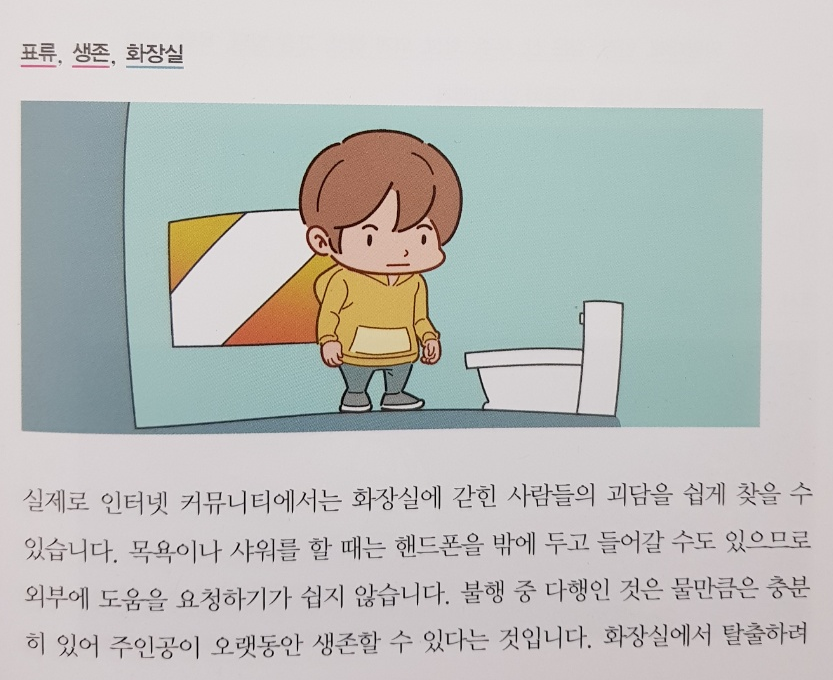 표류, 생존, 화장실
실제로 인터넷 커뮤니티에서는 화장실에 갇힌 사람들의 괴담을 쉽게 찾을 수
있습니다. 목욕이나 샤워를 할 때는 핸드폰을 밖에 두고 들어갈 수도 있으므로
외부에 도움을 요청하기가 쉽지 않습니다. 불행 중 다행인 것은 물만큼은 충분
히 있어 주인공이 오랫동안 생존할 수 있다는 것입니다. 화장실에서 탈출하려